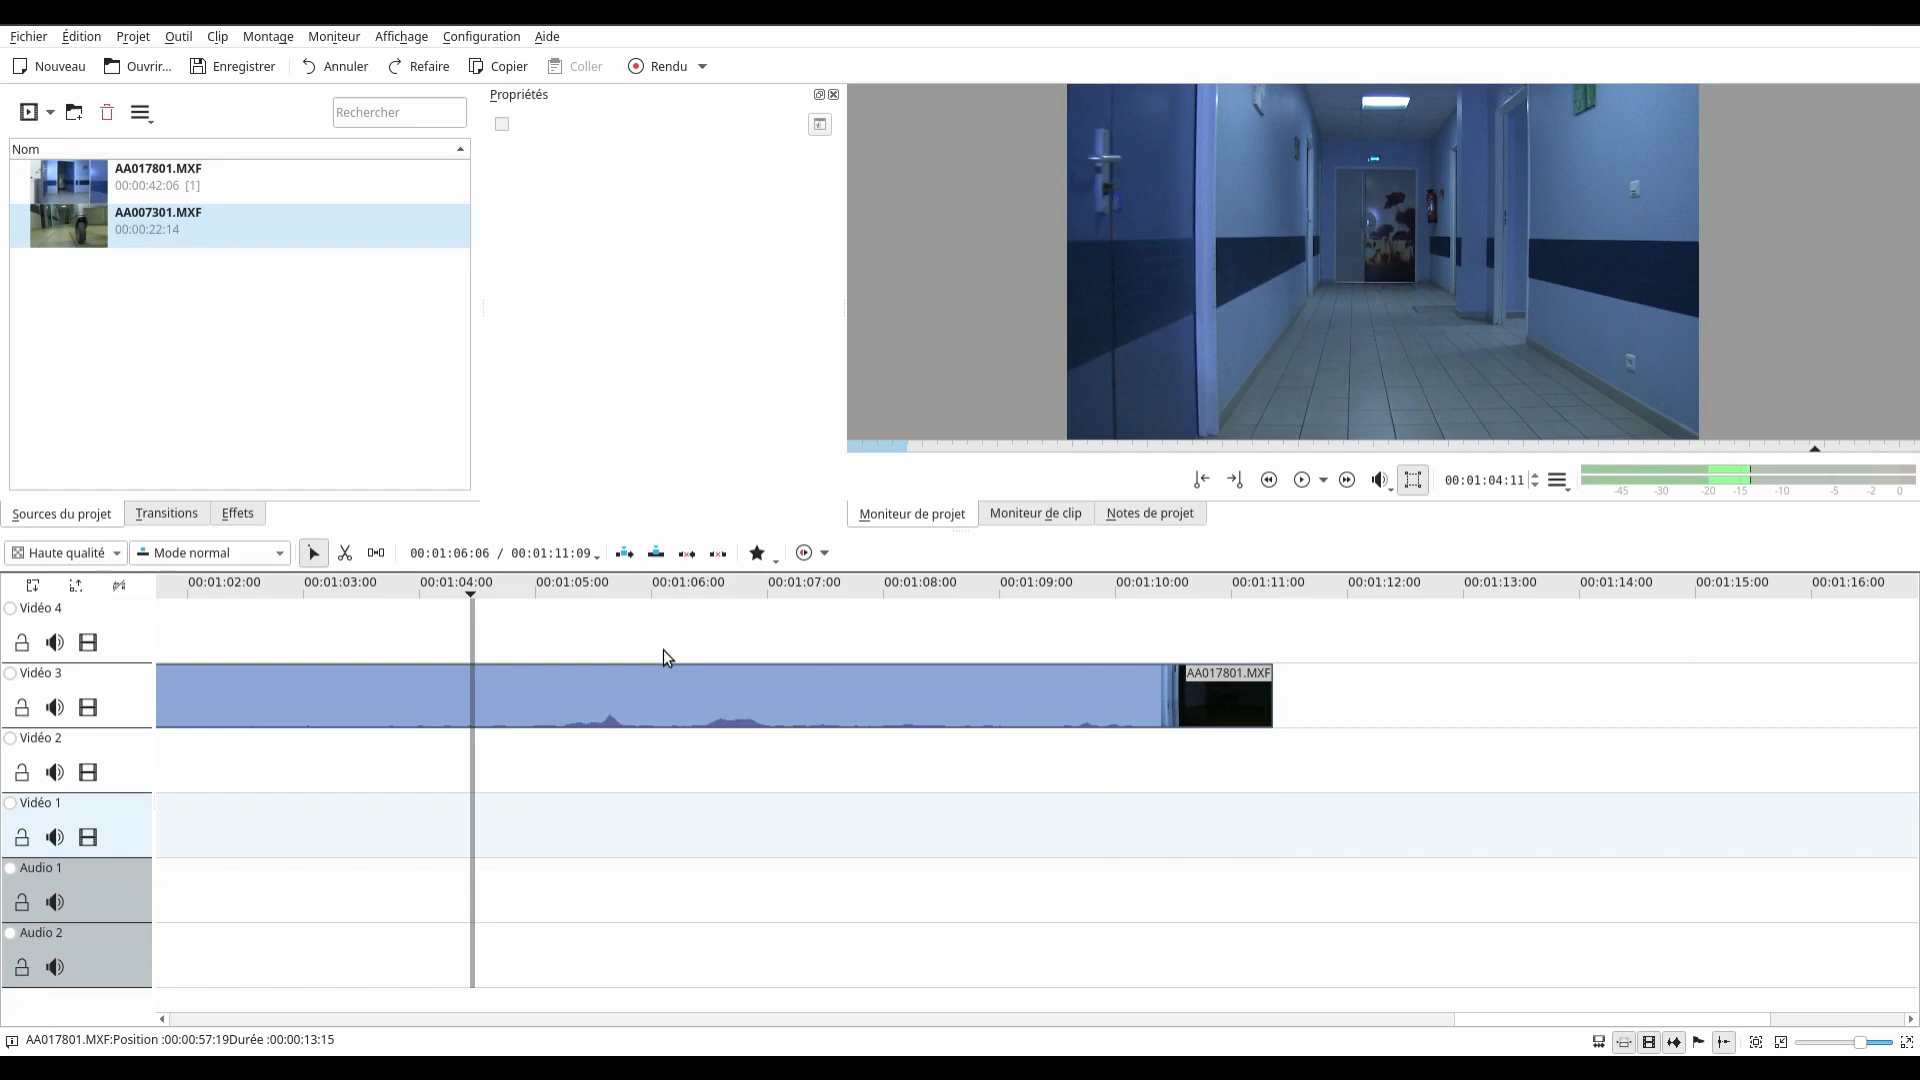 Fichier Édition Projet Outil Clip Montage Moniteur Affichage Configuration Aide
Nouveau Ouvrir... Enregistrer Annuler Refaire Copier Coller Rendu
Rechercher
Propriétés
Nom
AA017801.MXF
00:00:42:06 [1]
AA007301.MXF
00:00:22:14
00:01:04:11
-45 -30 -20 -15 -10 -5 -2 0
Sources du projet Transitions Effets
Moniteur de projet Moniteur de clip Notes de projet
Haute qualité Mode normal 00:01:06:06 / 00:01:11:09
00:01:02:00 00:01:03:00 00:01:04:00 00:01:05:00 00:01:06:00 00:01:07:00 00:01:08:00 00:01:09:00 00:01:10:00 00:01:11:00 00:01:12:00 00:01:13:00 00:01:14:00 00:01:15:00 00:01:16:00
Vidéo 4
Vidéo 3
AA017801.MXF
Vidéo 2
Vidéo 1
Audio 1
Audio 2
AA017801.MXF:Position :00:00:57:19Durée :00:00:13:15